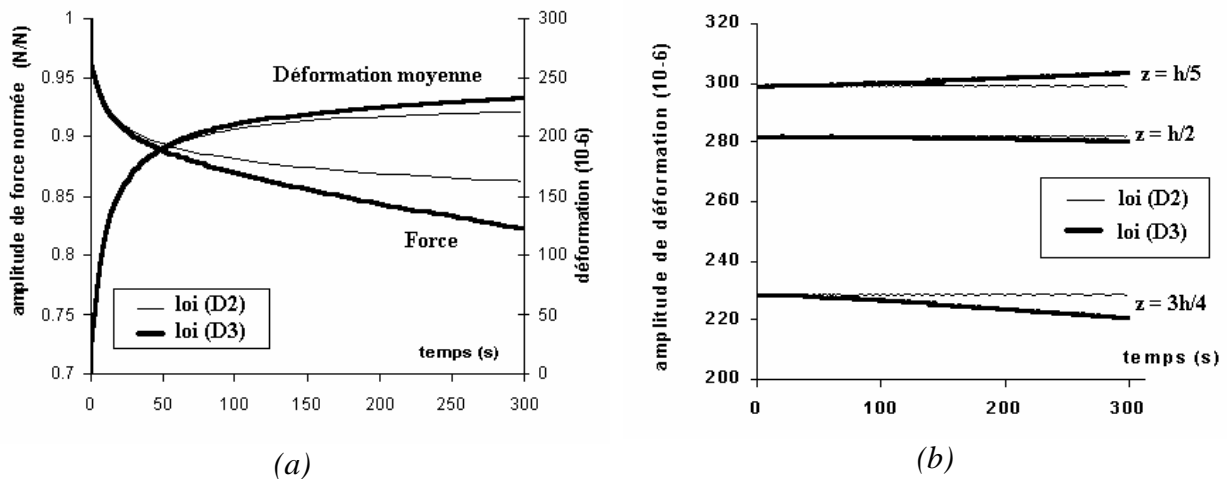 amplitude de force normée (N/N)
1
0.95
0.9
0.85
0.8
0.75
0.7
Déformation moyenne
Force
loi (D2)
loi (D3)
temps (s)
0 50 100 150 200 250 300
300
250
200
150
100
50
0
déformation (10-6)
(a)
amplitude de déformation (10-6)
320
300
280
260
240
220
200
z = h/5
z = h/2
loi (D2)
loi (D3)
z = 3h/4
temps (s)
0 100 200 300
(b)